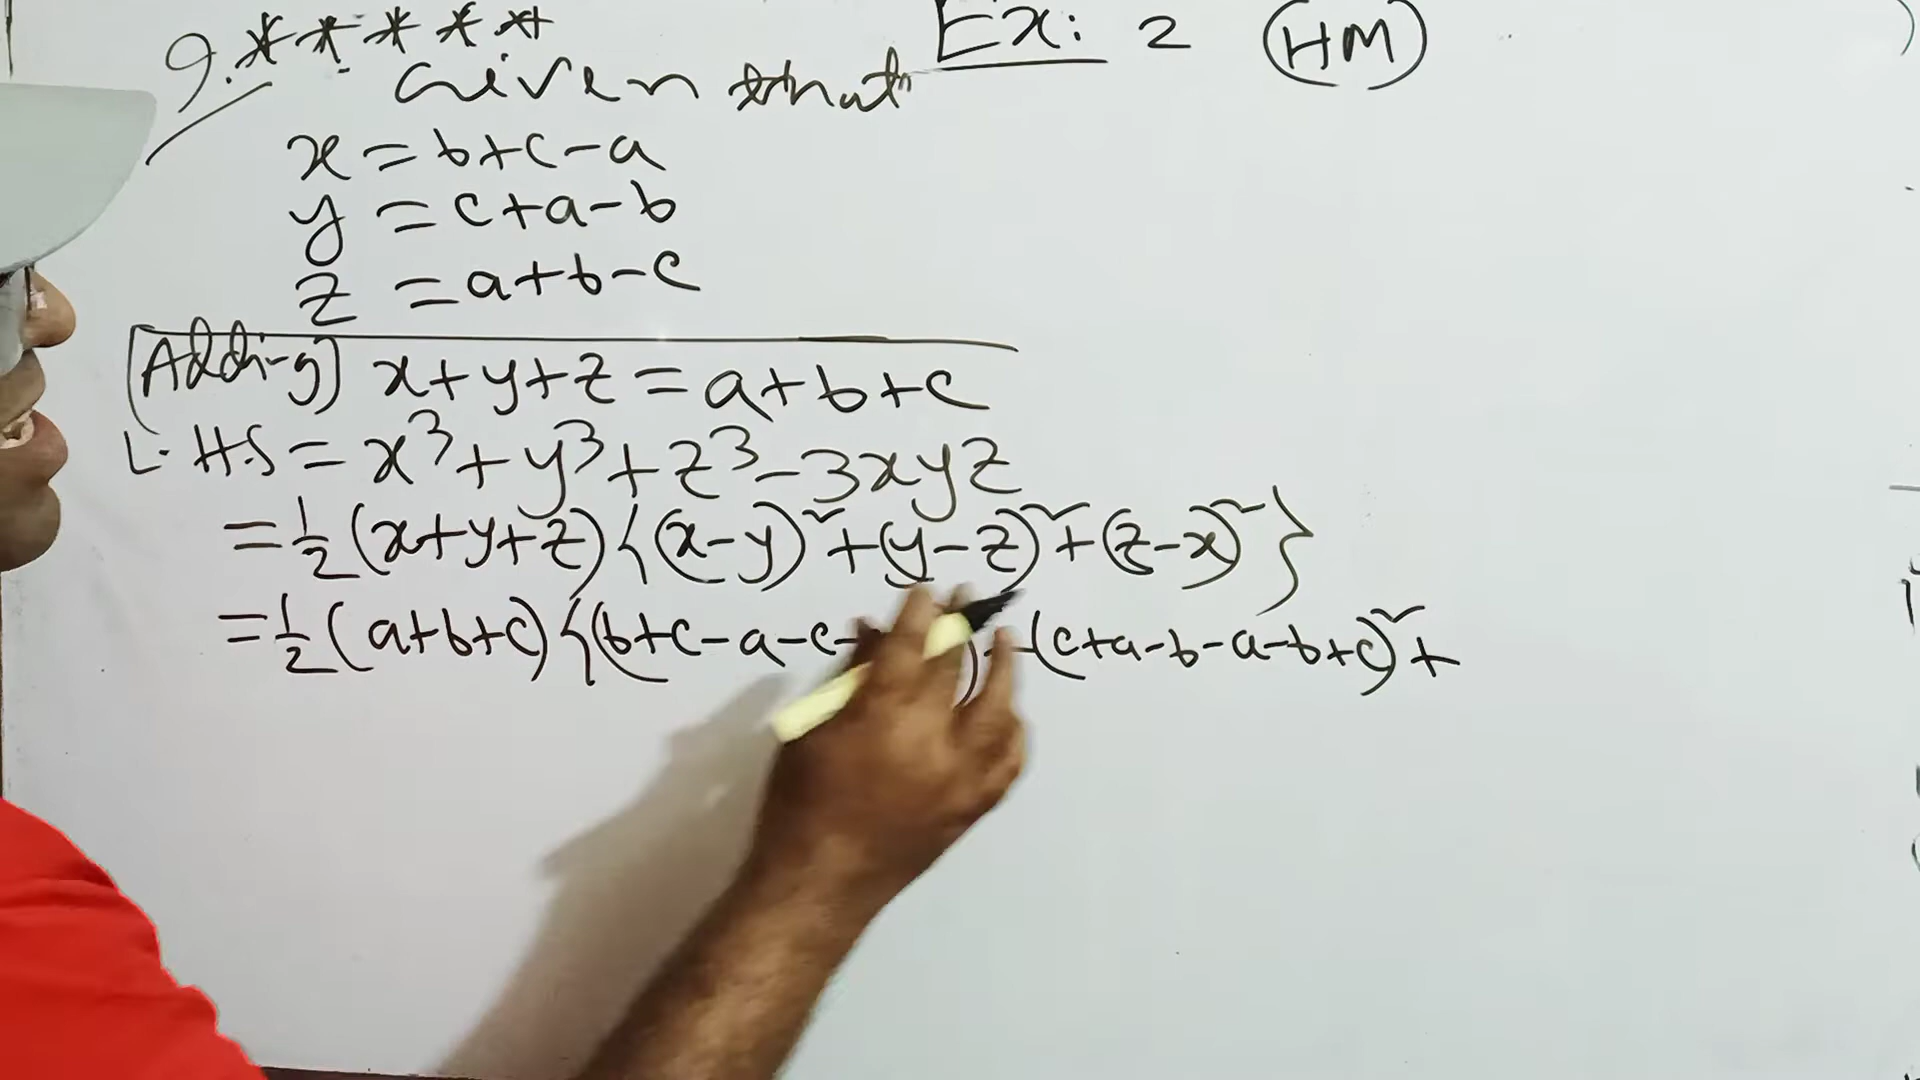 9. ***** Ex: 2 (HM)
Given that
x = b+c-a
y = c+a-b
z = a+b-c
[Adding] x+y+z = a+b+c
L.H.S = x³+y³+z³-3xyz
= ½(x+y+z){(x-y)²+(y-z)²+(z-x)²}
= ½(a+b+c){(b+c-a-c- )+(c+a-b-a-b+c)²+